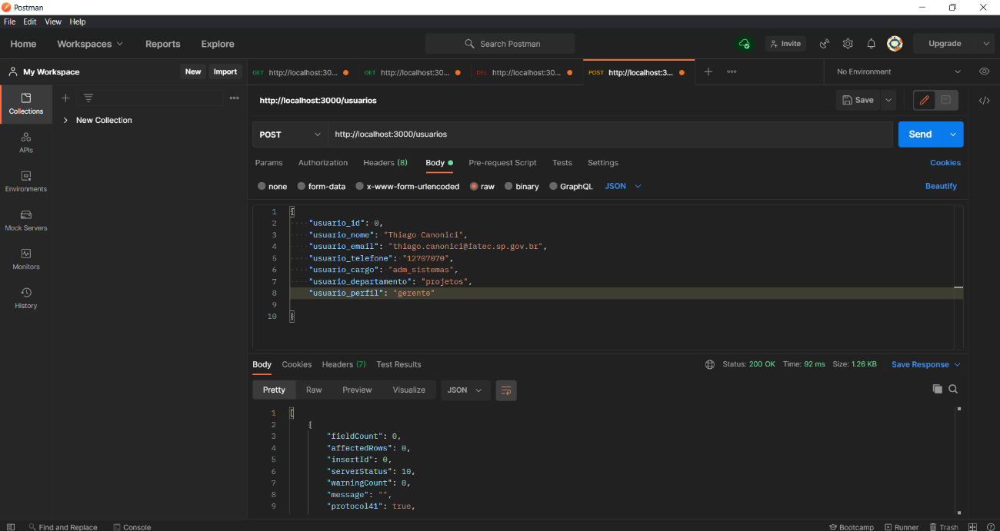 Postman
File Edit View Help
Home Workspaces Reports Explore Search Postman Invite Upgrade
My Workspace New Import GET http://localhost:30... GET http://localhost:30... DEL http://localhost:30... POST http://localhost:3... No Environment
Collections
New Collection
APIs
Environments
Mock Servers
Monitors
History
http://localhost:3000/usuarios Save
POST http://localhost:3000/usuarios Send
Params Authorization Headers (8) Body Pre-request Script Tests Settings Cookies
none form-data x-www-form-urlencoded raw binary GraphQL JSON Beautify
1 {
2 "usuario_id": 0,
3 "usuario_nome": "Thiago Canonici",
4 "usuario_email": "thiago.canonici@fatec.sp.gov.br",
5 "usuario_telefone": "12707070",
6 "usuario_cargo": "adm_sistemas",
7 "usuario_departamento": "projetos",
8 "usuario_perfil": "gerente"
9
10 }
Body Cookies Headers (7) Test Results Status: 200 OK Time: 92 ms Size: 1.26 KB Save Response
Pretty Raw Preview Visualize JSON
1 [
2 {
3 "fieldCount": 0,
4 "affectedRows": 0,
5 "insertId": 0,
6 "serverStatus": 10,
7 "warningCount": 0,
8 "message": "",
9 "protocol41": true,
Find and Replace Console Bootcamp Runner Trash